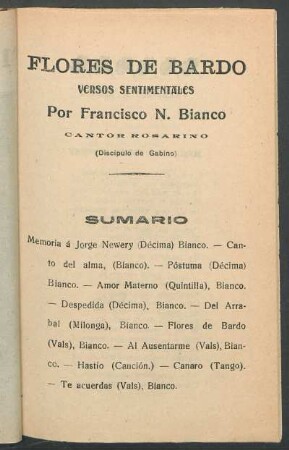 FLORES DE BARDO
VERSOS SENTIMENTALES
Por Francisco N. Bianco
CANTOR ROSARINO
(Discipulo de Gabino)
SUMARIO
Memoria á Jorge Newery (Décima) Bianco. — Can-
to del alma, (Bianco). — Póstuma (Décima)
Bianco. — Amor Materno (Quintilla), Bianco.
— Despedida (Décima), Bianco. — Del Arra-
bal (Milonga), Bianco. — Flores de Bardo
(Vals), Bianco. — Al Ausentarme (Vals), Bian-
co. — Hastío (Canción.) — Canaro (Tango).
— Te acuerdas (Vals), Bianco.